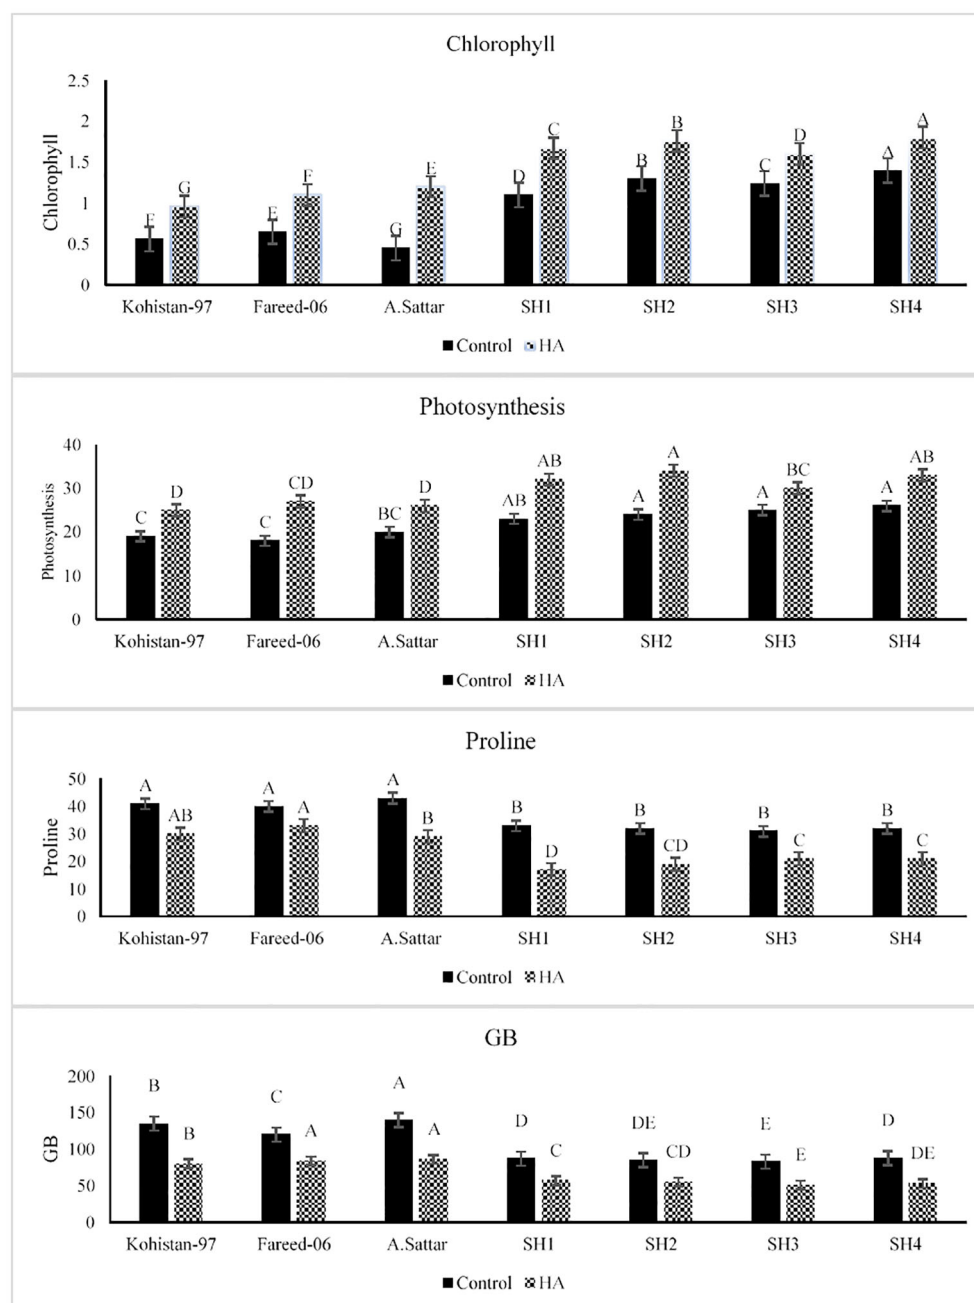 Chlorophyll
2.5
2
1.5
1
0.5
0
Chlorophyll
E G E F G E D C B B C D A A
Kohistan-97 Fareed-06 A.Sattar SH1 SH2 SH3 SH4
Control HA
Photosynthesis
40
30
20
10
0
Photosynthesis
C D C CD BC D AB AB A A A BC A AB
Kohistan-97 Fareed-06 A.Sattar SH1 SH2 SH3 SH4
Control HA
Proline
50
40
30
20
10
0
Proline
A AB A A A B B D B CD B C B C
Kohistan-97 Fareed-06 A.Sattar SH1 SH2 SH3 SH4
Control HA
GB
200
150
100
50
0
GB
B B C A A A D C DE CD E E D DE
Kohistan-97 Fareed-06 A.Sattar SH1 SH2 SH3 SH4
Control HA